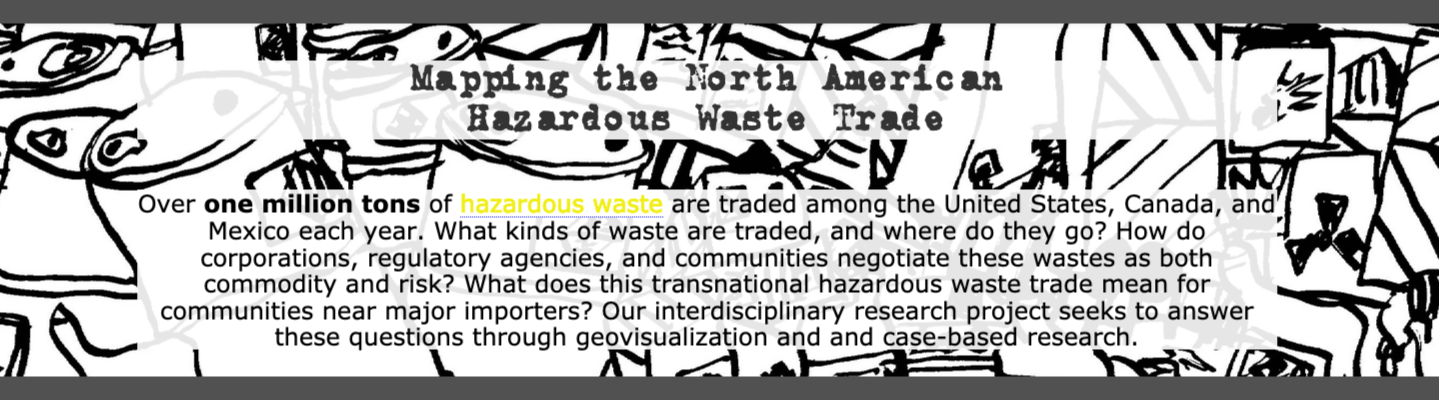 Mapping the North American
Hazardous Waste Trade
Over one million tons of hazardous waste are traded among the United States, Canada, and
Mexico each year. What kinds of waste are traded, and where do they go? How do
corporations, regulatory agencies, and communities negotiate these wastes as both
commodity and risk? What does this transnational hazardous waste trade mean for
communities near major importers? Our interdisciplinary research project seeks to answer
these questions through geovisualization and and case-based research.